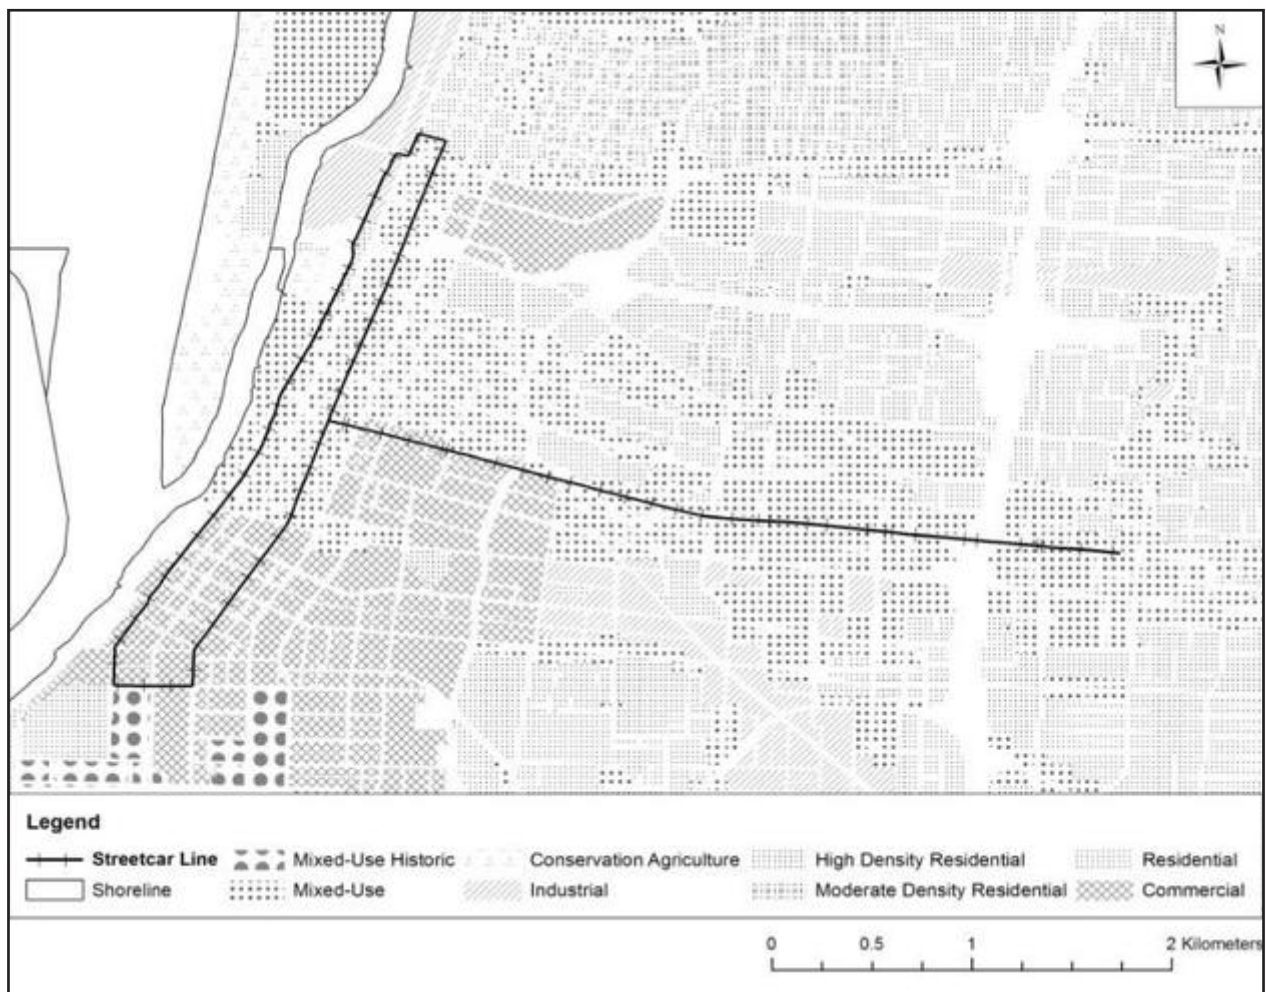 N
Legend
Streetcar Line Mixed-Use Historic Conservation Agriculture High Density Residential Residential
Shoreline Mixed-Use Industrial Moderate Density Residential Commercial
0 0.5 1 2 Kilometers